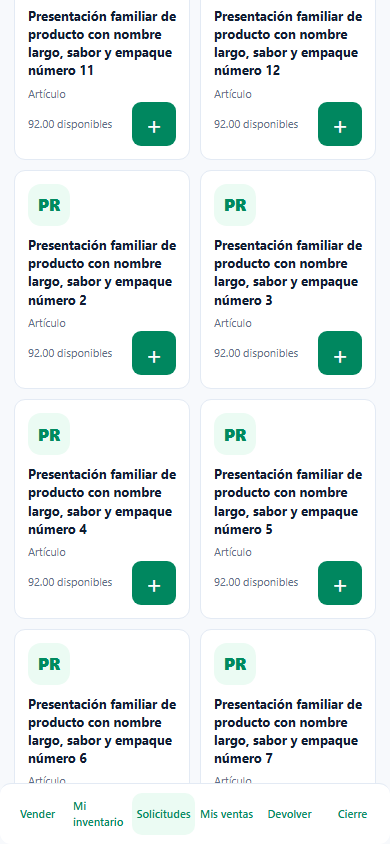 Presentación familiar de
producto con nombre
largo, sabor y empaque
número 11
Artículo
92.00 disponibles
+
Presentación familiar de
producto con nombre
largo, sabor y empaque
número 12
Artículo
92.00 disponibles
+
PR
Presentación familiar de
producto con nombre
largo, sabor y empaque
número 2
Artículo
92.00 disponibles
+
PR
Presentación familiar de
producto con nombre
largo, sabor y empaque
número 3
Artículo
92.00 disponibles
+
PR
Presentación familiar de
producto con nombre
largo, sabor y empaque
número 4
Artículo
92.00 disponibles
+
PR
Presentación familiar de
producto con nombre
largo, sabor y empaque
número 5
Artículo
92.00 disponibles
+
PR
Presentación familiar de
producto con nombre
largo, sabor y empaque
número 6
Artículo
PR
Presentación familiar de
producto con nombre
largo, sabor y empaque
número 7
Artículo
Vender
Mi
inventario
Solicitudes
Mis ventas
Devolver
Cierre